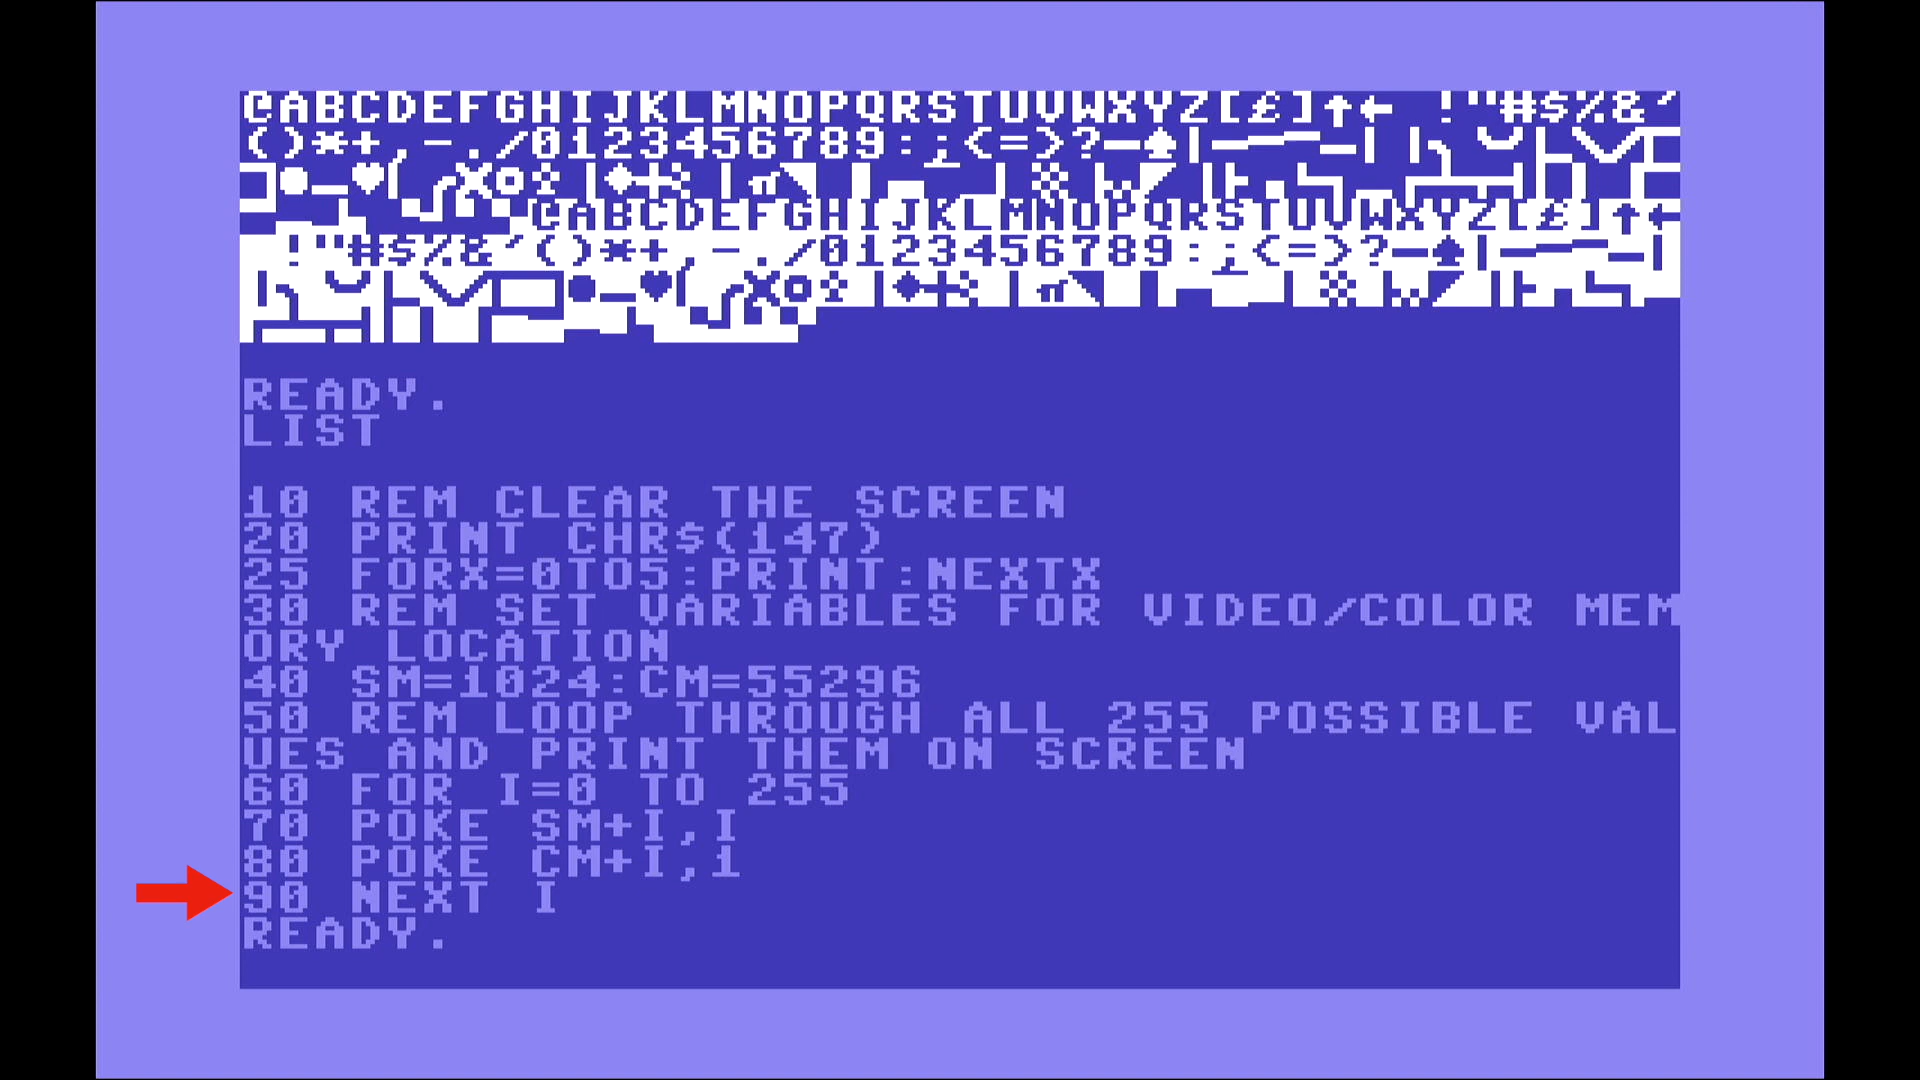 @ABCDEFGHIJKLMNOPQRSTUVWXYZ[£]↑← !"#$%&'
()*+,-./0123456789:;<=>?
@ABCDEFGHIJKLMNOPQRSTUVWXYZ[£]↑←
!"#$%&'()*+,-./0123456789:;<=>?
READY.
LIST
10 REM CLEAR THE SCREEN
20 PRINT CHR$(147)
25 FORX=0TO5:PRINT:NEXTX
30 REM SET VARIABLES FOR VIDEO/COLOR MEM
ORY LOCATION
40 SM=1024:CM=55296
50 REM LOOP THROUGH ALL 255 POSSIBLE VAL
UES AND PRINT THEM ON SCREEN
60 FOR I=0 TO 255
70 POKE SM+I,I
80 POKE CM+I,1
90 NEXT I
READY.